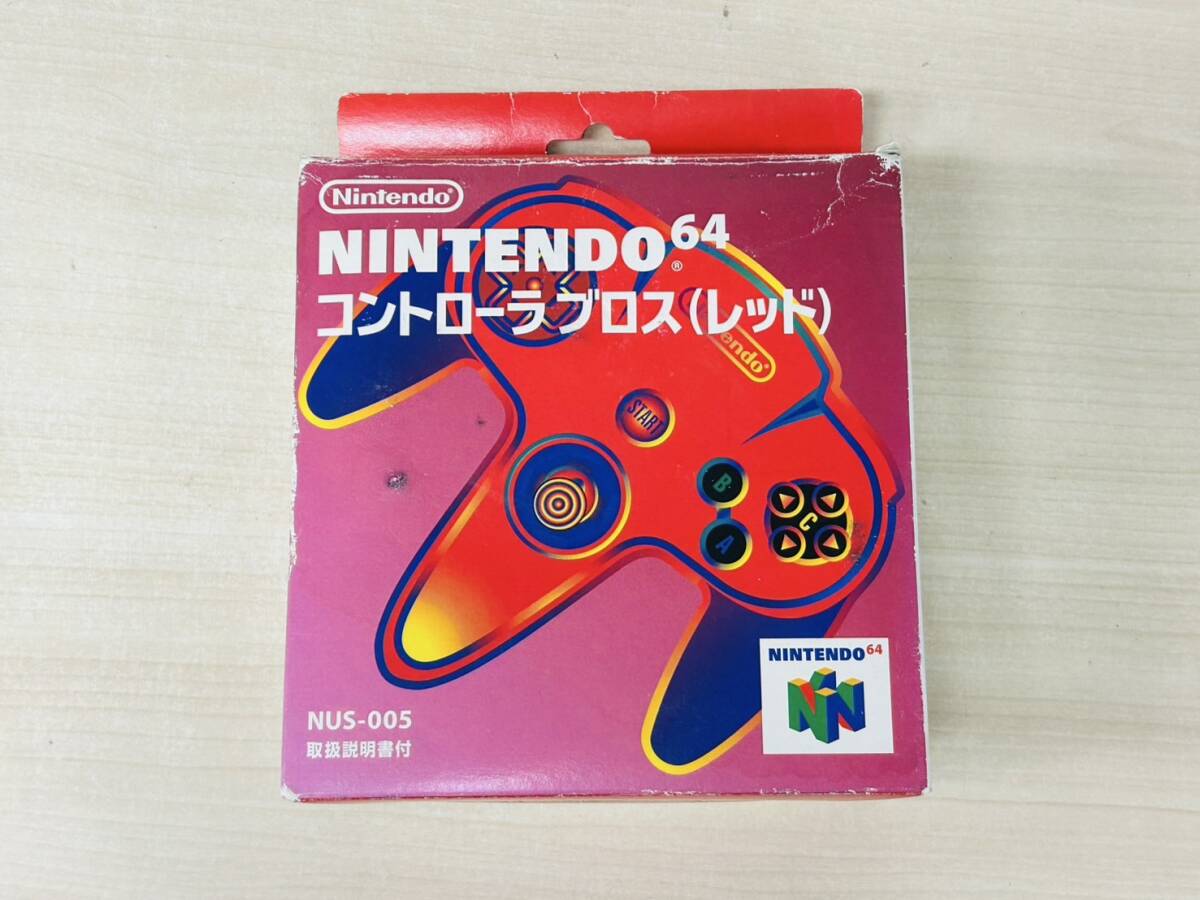 Nintendo®
NINTENDO64®
コントローラ ブロス(レッド)
endo®
START
B
A
C
NUS-005
取扱説明書付
NINTENDO64